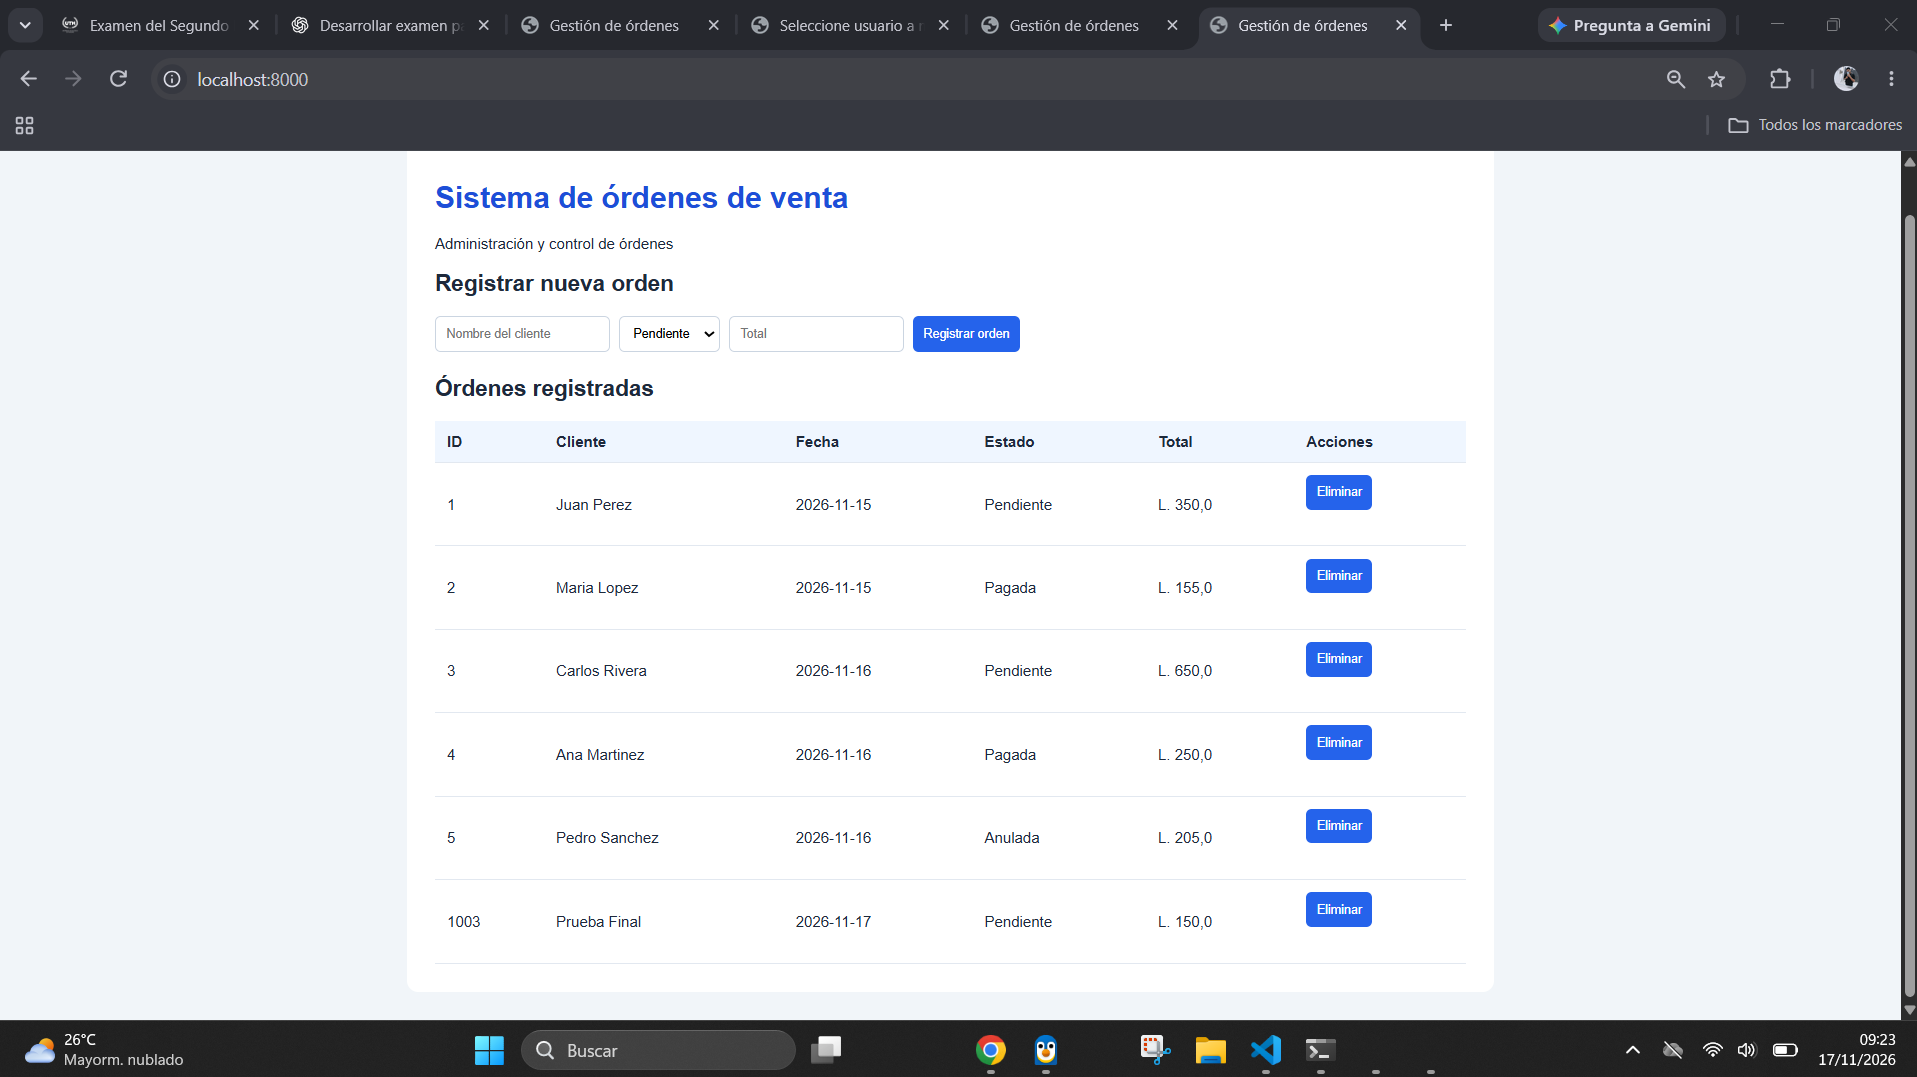 Examen del Segundo
Desarrollar examen p
Gestión de órdenes
Seleccione usuario a
Gestión de órdenes
Gestión de órdenes
Pregunta a Gemini
localhost:8000
Todos los marcadores
Sistema de órdenes de venta
Administración y control de órdenes
Registrar nueva orden
Nombre del cliente
Pendiente
Total
Registrar orden
Órdenes registradas
ID Cliente Fecha Estado Total Acciones
1 Juan Perez 2026-11-15 Pendiente L. 350,0 Eliminar
2 Maria Lopez 2026-11-15 Pagada L. 155,0 Eliminar
3 Carlos Rivera 2026-11-16 Pendiente L. 650,0 Eliminar
4 Ana Martinez 2026-11-16 Pagada L. 250,0 Eliminar
5 Pedro Sanchez 2026-11-16 Anulada L. 205,0 Eliminar
1003 Prueba Final 2026-11-17 Pendiente L. 150,0 Eliminar
26°C
Mayorm. nublado
Buscar
09:23
17/11/2026